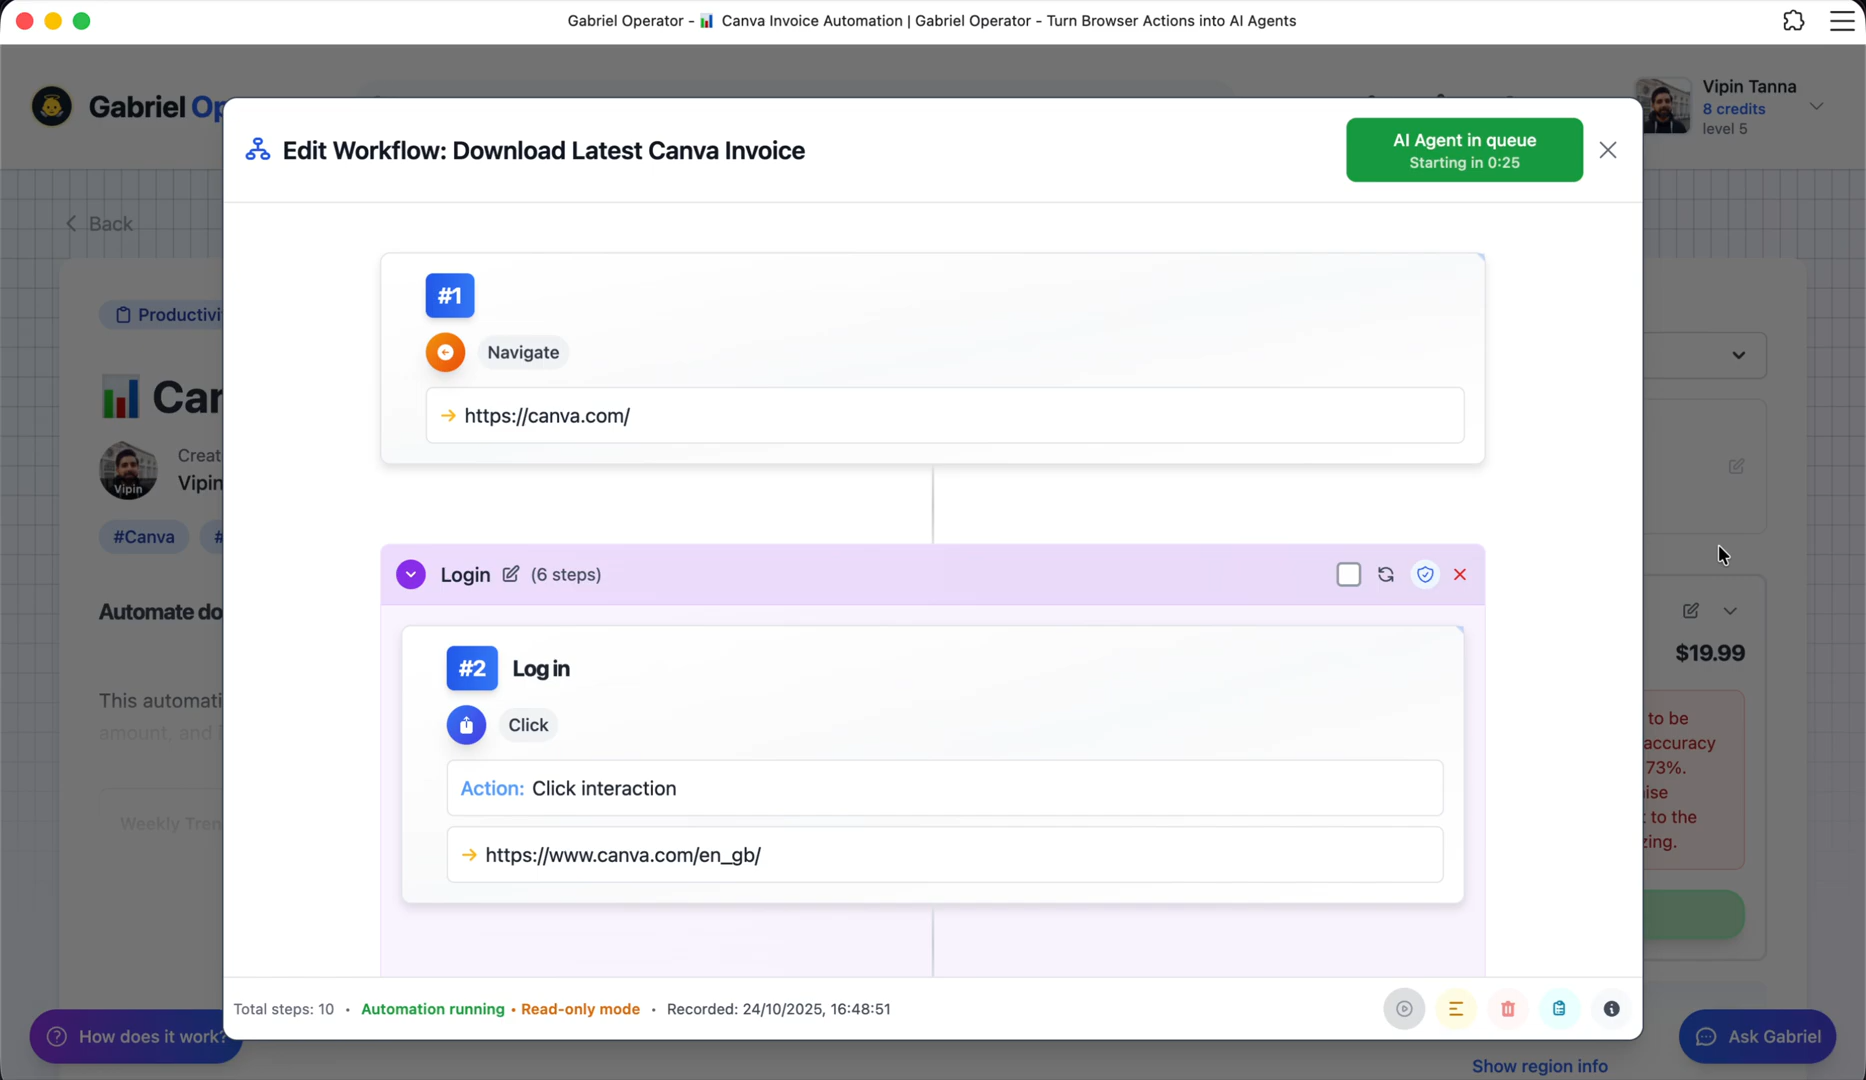 Gabriel Operator - 📊 Canva Invoice Automation | Gabriel Operator - Turn Browser Actions into AI Agents
Gabriel Op
Vipin Tanna
8 credits
level 5
Edit Workflow: Download Latest Canva Invoice
AI Agent in queue
Starting in 0:25
Back
#1
Navigate
→ https://canva.com/
Productivi
Can
Creat
Vipin
Vipin
#Canva
#
Login
(6 steps)
Automate do
#2
Log in
Click
Action: Click interaction
→ https://www.canva.com/en_gb/
This automati
amount, and
Weekly Tren
$19.99
to be
accuracy
73%.
ise
to the
zing.
Total steps: 10 • Automation running • Read-only mode • Recorded: 24/10/2025, 16:48:51
How does it work?
Ask Gabriel
Show region info